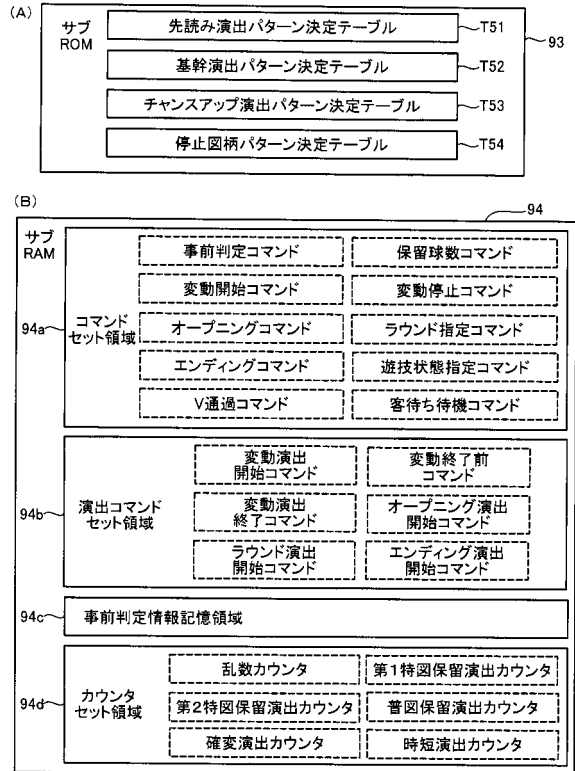 (A)
サブ
ROM
先読み演出パターン決定テーブル
T51
93
基幹演出パターン決定テーブル
T52
チャンスアップ演出パターン決定テーブル
T53
停止図柄パターン決定テーブル
T54
(B)
94
サブ
RAM
94a
コマンド
セット領域
事前判定コマンド
保留球数コマンド
変動開始コマンド
変動停止コマンド
オープニングコマンド
ラウンド指定コマンド
エンディングコマンド
遊技状態指定コマンド
V通過コマンド
客待ち待機コマンド
94b
演出コマンド
セット領域
変動演出
開始コマンド
変動終了前
コマンド
変動演出
終了コマンド
オープニング演出
開始コマンド
ラウンド演出
開始コマンド
エンディング演出
開始コマンド
94c
事前判定情報記憶領域
94d
カウンタ
セット領域
乱数カウンタ
第1特図保留演出カウンタ
第2特図保留演出カウンタ
普図保留演出カウンタ
確変演出カウンタ
時短演出カウンタ